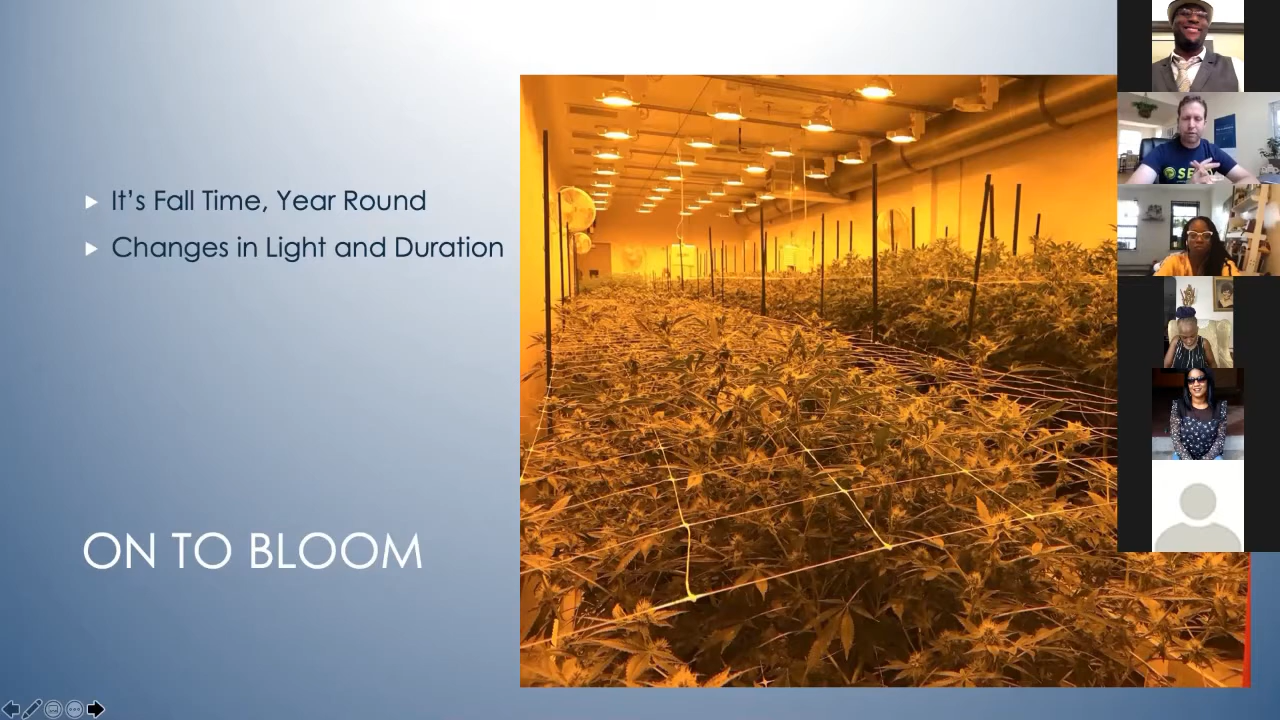 It's Fall Time, Year Round
Changes in Light and Duration
ON TO BLOOM